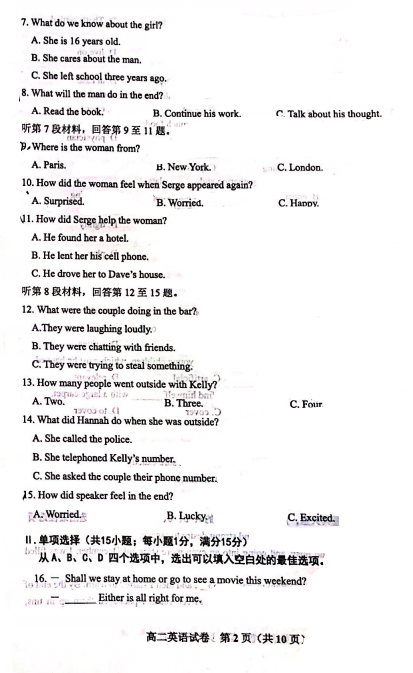 7. What do we know about the girl?
A. She is 16 years old.
B. She cares about the man.
C. She left school three years ago.
8. What will the man do in the end?
A. Read the book. B. Continue his work. C. Talk about his thought.
听第 7 段材料，回答第 9 至 11 题。
9. Where is the woman from?
A. Paris. B. New York. C. London.
10. How did the woman feel when Serge appeared again?
A. Surprised. B. Worried. C. Happy.
11. How did Serge help the woman?
A. He found her a hotel.
B. He lent her his cell phone.
C. He drove her to Dave's house.
听第 8 段材料，回答第 12 至 15 题。
12. What were the couple doing in the bar?
A.They were laughing loudly.
B. They were chatting with friends.
C. They were trying to steal something.
13. How many people went outside with Kelly?
A. Two. B. Three. C. Four.
14. What did Hannah do when she was outside?
A. She called the police.
B. She telephoned Kelly's number.
C. She asked the couple their phone number.
15. How did speaker feel in the end?
A. Worried. B. Lucky. C. Excited.
II.单项选择（共15小题；每小题1分，满分15分）
从 A、B、C、D 四个选项中，选出可以填入空白处的最佳选项。
16. — Shall we stay at home or go to see a movie this weekend?
— ______ Either is all right for me.
高二英语试卷 第 2 页（共 10 页）